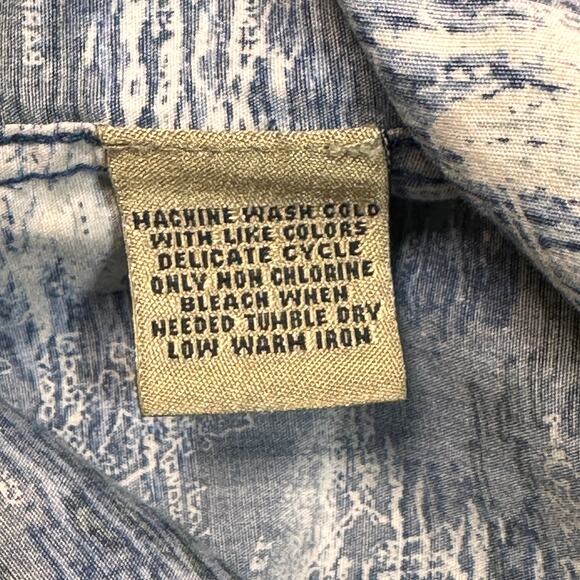 MACHINE WASH COLD
WITH LIKE COLORS
DELICATE CYCLE
ONLY NON CHLORINE
BLEACH WHEN
NEEDED TUMBLE DRY
LOW WARM IRON